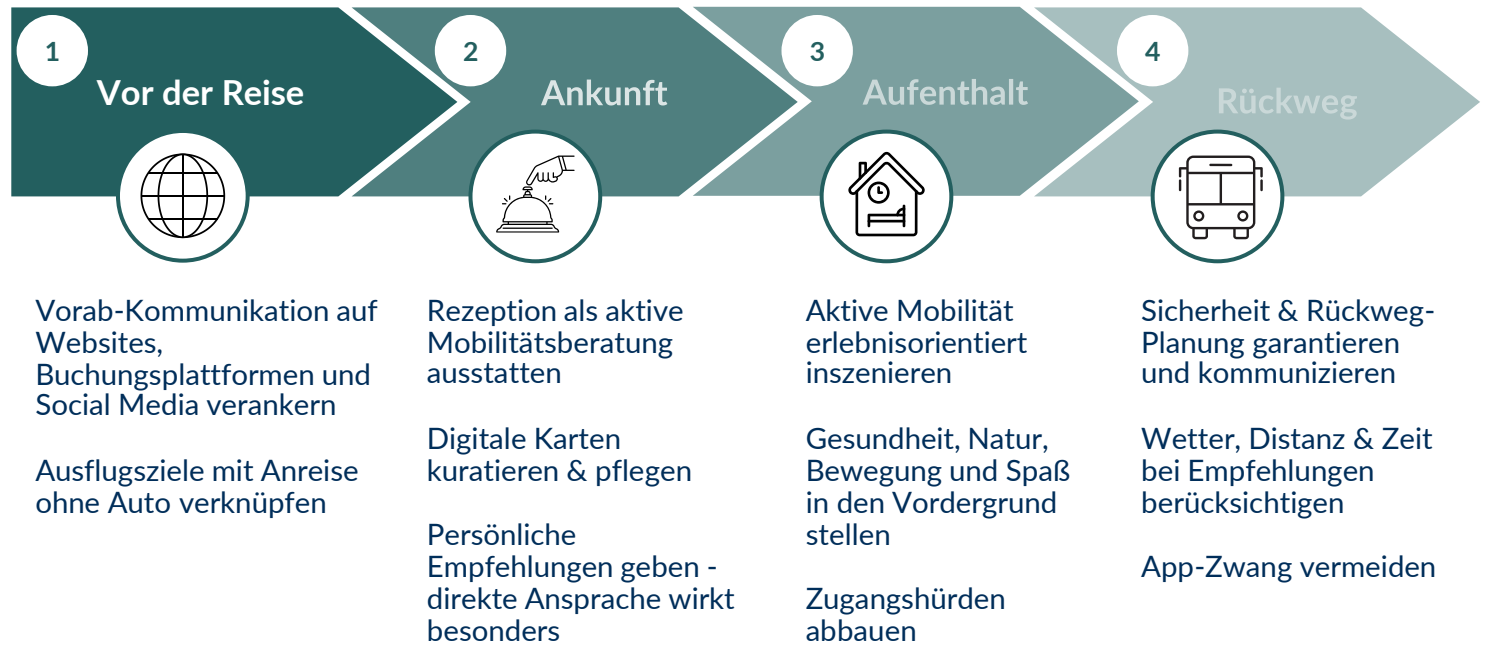 1
Vor der Reise
2
Ankunft
3
Aufenthalt
4
Rückweg
Vorab-Kommunikation auf
Websites,
Buchungsplattformen und
Social Media verankern
Ausflugsziele mit Anreise
ohne Auto verknüpfen
Rezeption als aktive
Mobilitätsberatung
ausstatten
Digitale Karten
kuratieren & pflegen
Persönliche
Empfehlungen geben -
direkte Ansprache wirkt
besonders
Aktive Mobilität
erlebnisorientiert
inszenieren
Gesundheit, Natur,
Bewegung und Spaß
in den Vordergrund
stellen
Zugangshürden
abbauen
Sicherheit & Rückweg-
Planung garantieren
und kommunizieren
Wetter, Distanz & Zeit
bei Empfehlungen
berücksichtigen
App-Zwang vermeiden